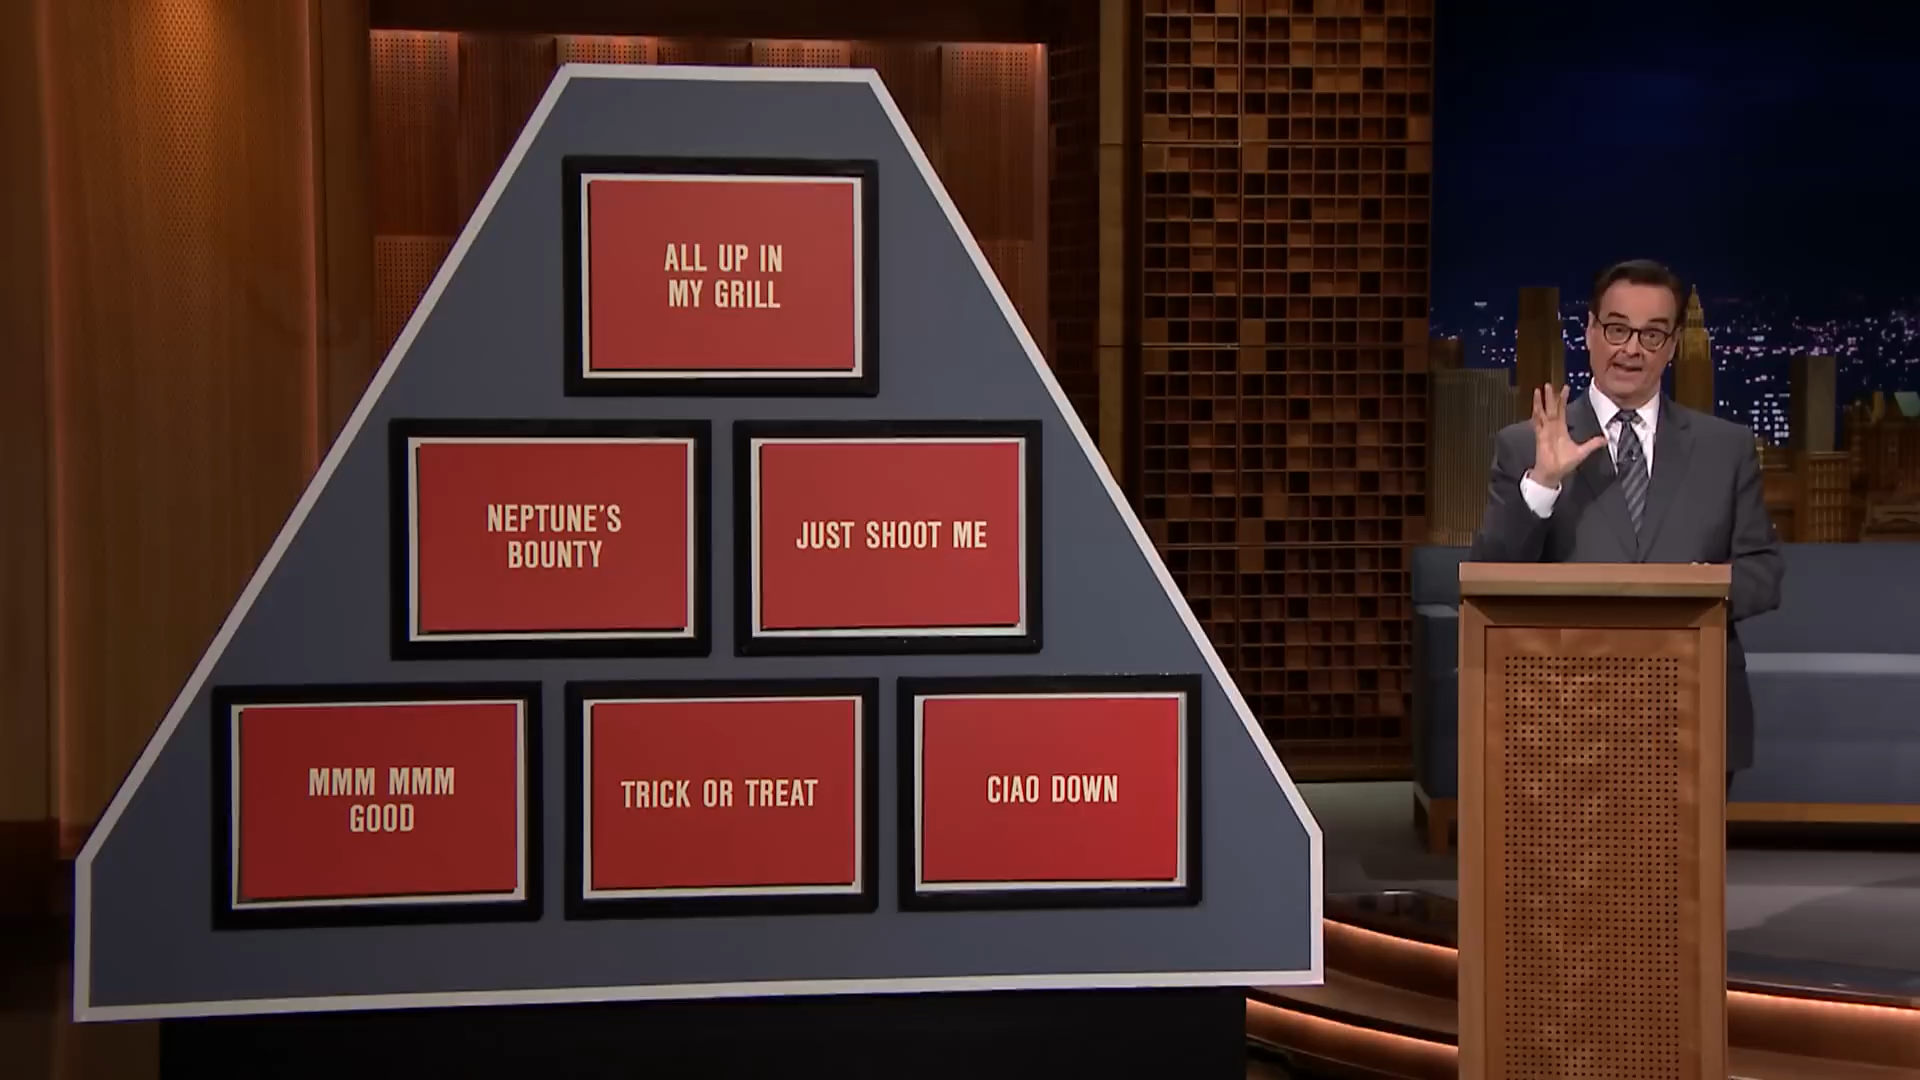 ALL UP IN
MY GRILL
NEPTUNE'S
BOUNTY
JUST SHOOT ME
MMM MMM
GOOD
TRICK OR TREAT
CIAO DOWN